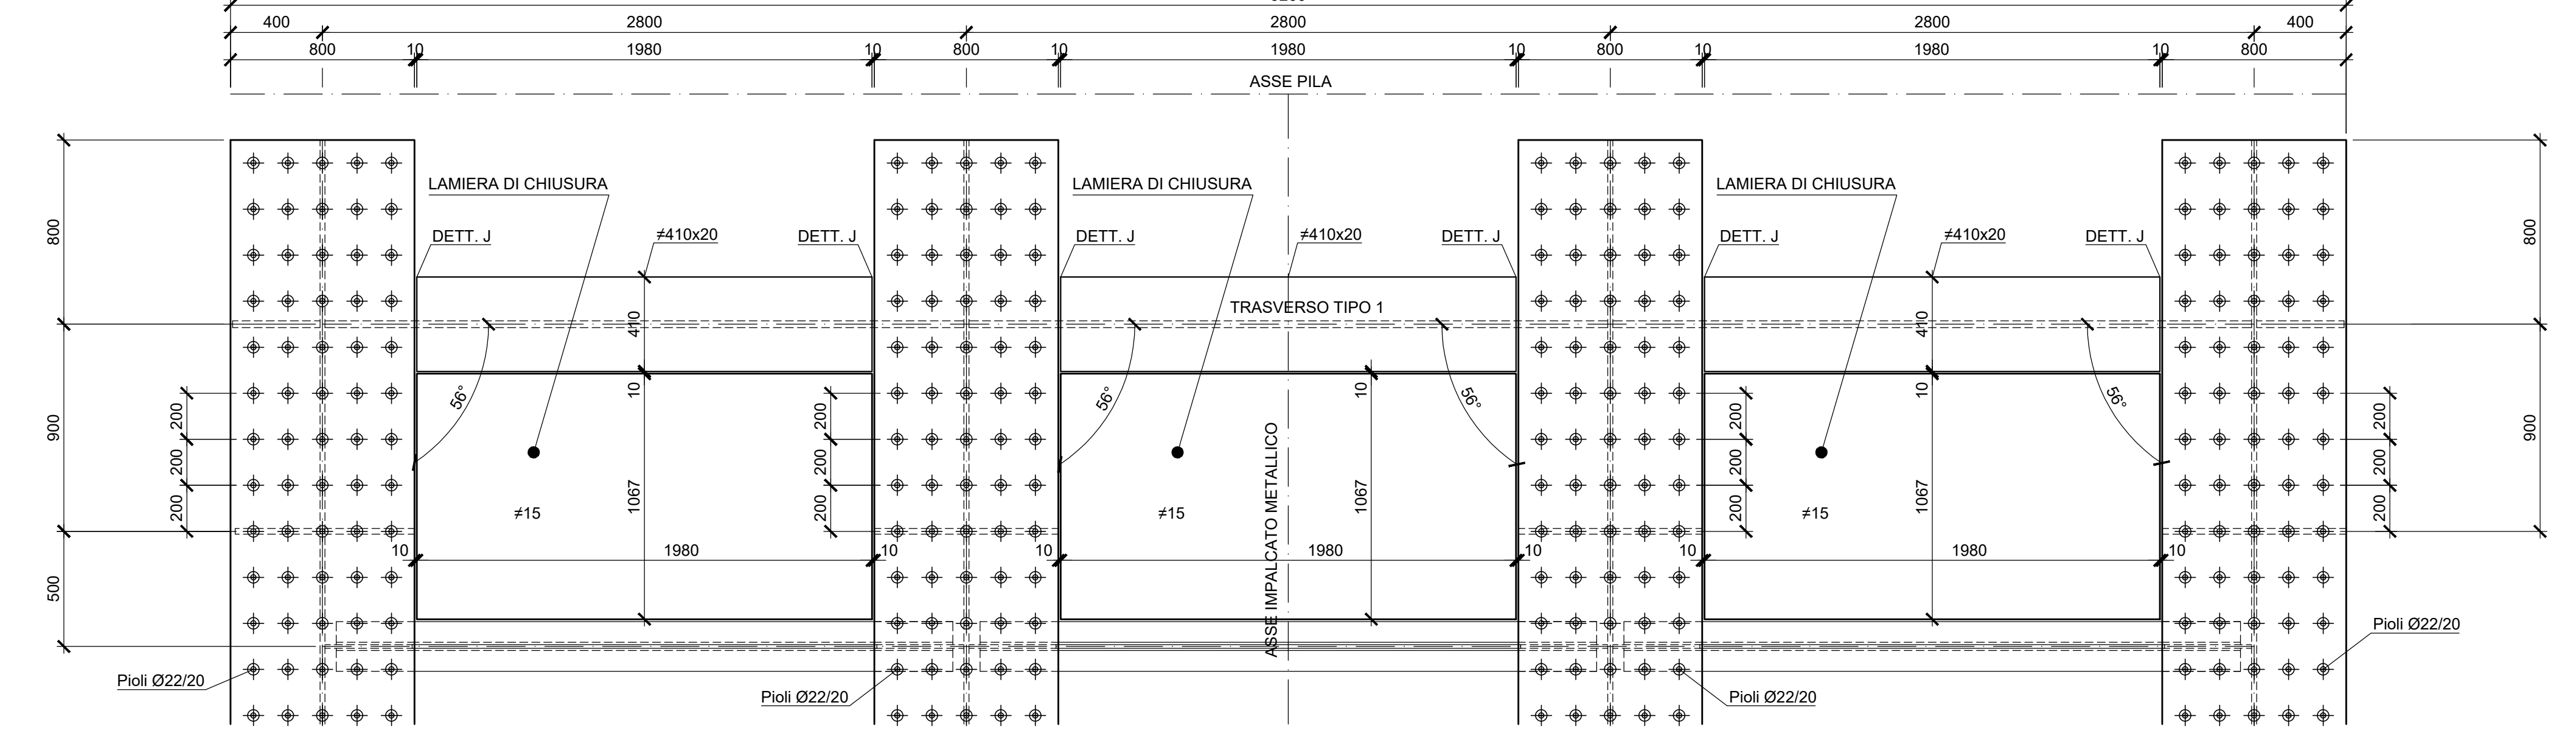 400 2800 2800 2800 400
800 10 1980 10 800 10 1980 10 800 10 1980 10 800
ASSE PILA
LAMIERA DI CHIUSURA LAMIERA DI CHIUSURA LAMIERA DI CHIUSURA
DETT. J ≠410x20 DETT. J DETT. J ≠410x20 DETT. J DETT. J ≠410x20 DETT. J
800 800
TRASVERSO TIPO 1
410 410
10 10 10
56° 56° 56° 56°
900 900
200 200 200 200
200 200 200 200
200 200 200 200
1067 1067 1067
≠15 ≠15 ≠15
ASSE IMPALCATO METALLICO
10 1980 10 10 1980 10 10 1980 10
500
Pioli Ø22/20
Pioli Ø22/20
Pioli Ø22/20
Pioli Ø22/20